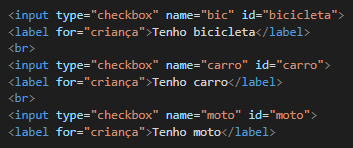 <input type="checkbox" name="bic" id="bicicleta">
<label for="criança">Tenho bicicleta</label>
<br>
<input type="checkbox" name="carro" id="carro">
<label for="criança">Tenho carro</label>
<br>
<input type="checkbox" name="moto" id="moto">
<label for="criança">Tenho moto</label>